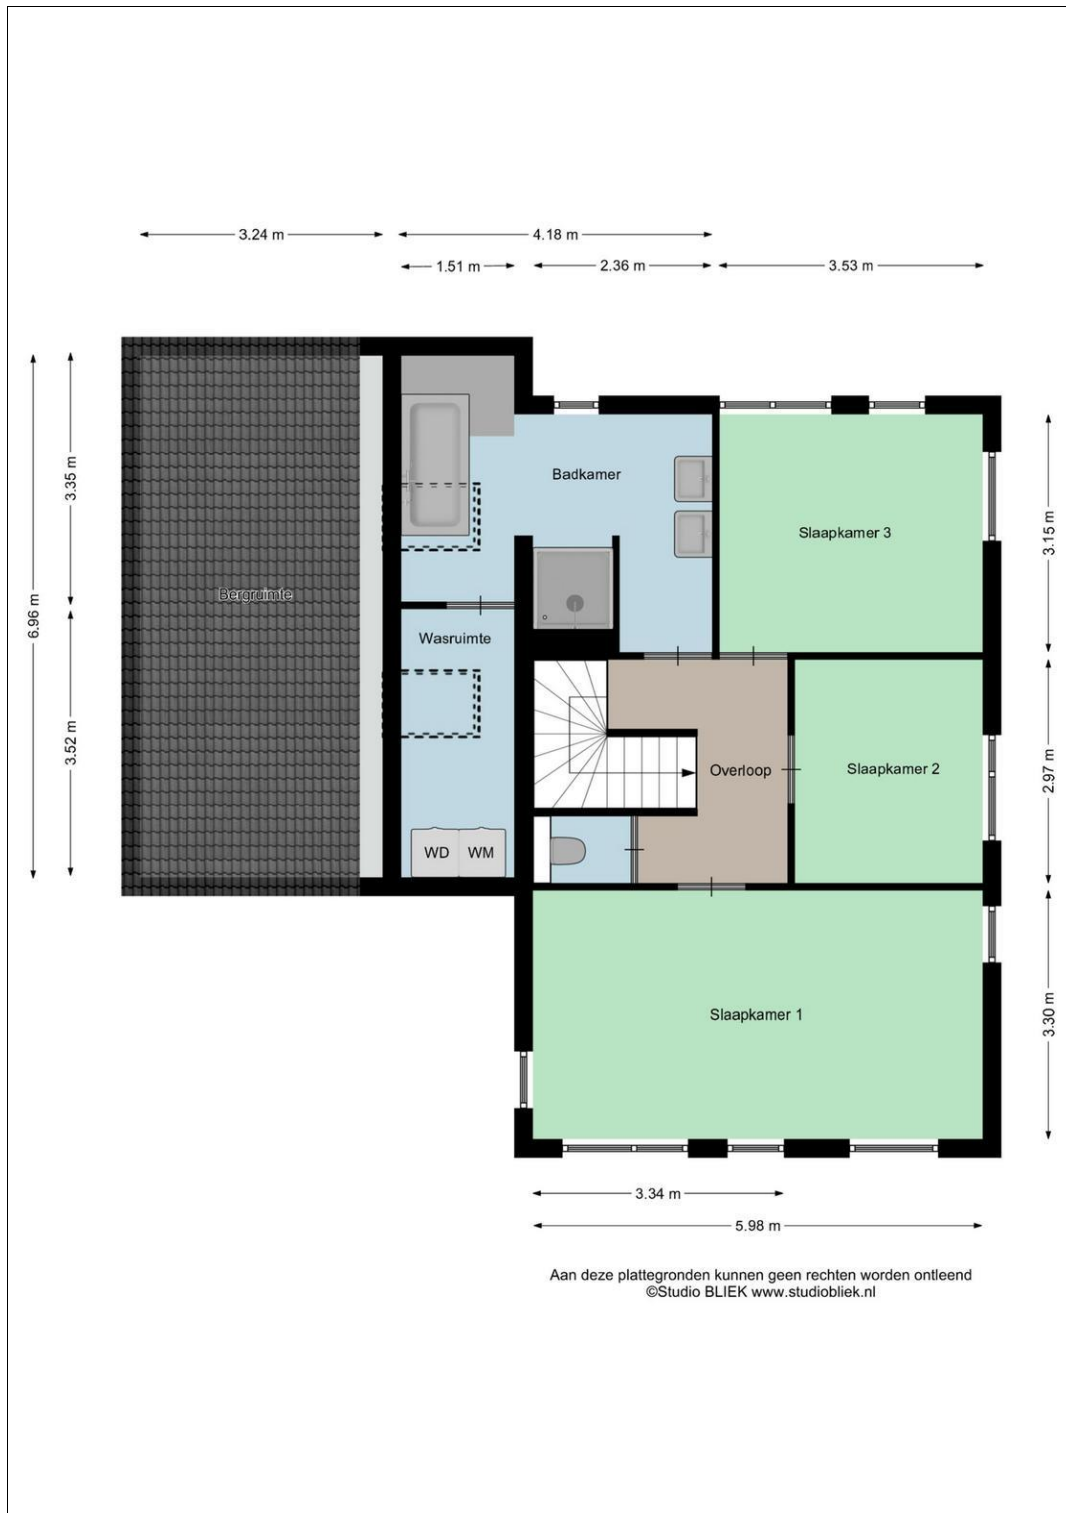 3.24 m
4.18 m
1.51 m
2.36 m
3.53 m
3.35 m
6.96 m
3.52 m
3.15 m
2.97 m
3.30 m
Badkamer
Slaapkamer 3
Bergruimte
Wasruimte
Overloop
Slaapkamer 2
WD
WM
Slaapkamer 1
3.34 m
5.98 m
Aan deze plattegronden kunnen geen rechten worden ontleend
©Studio BLIEK www.studiobliek.nl